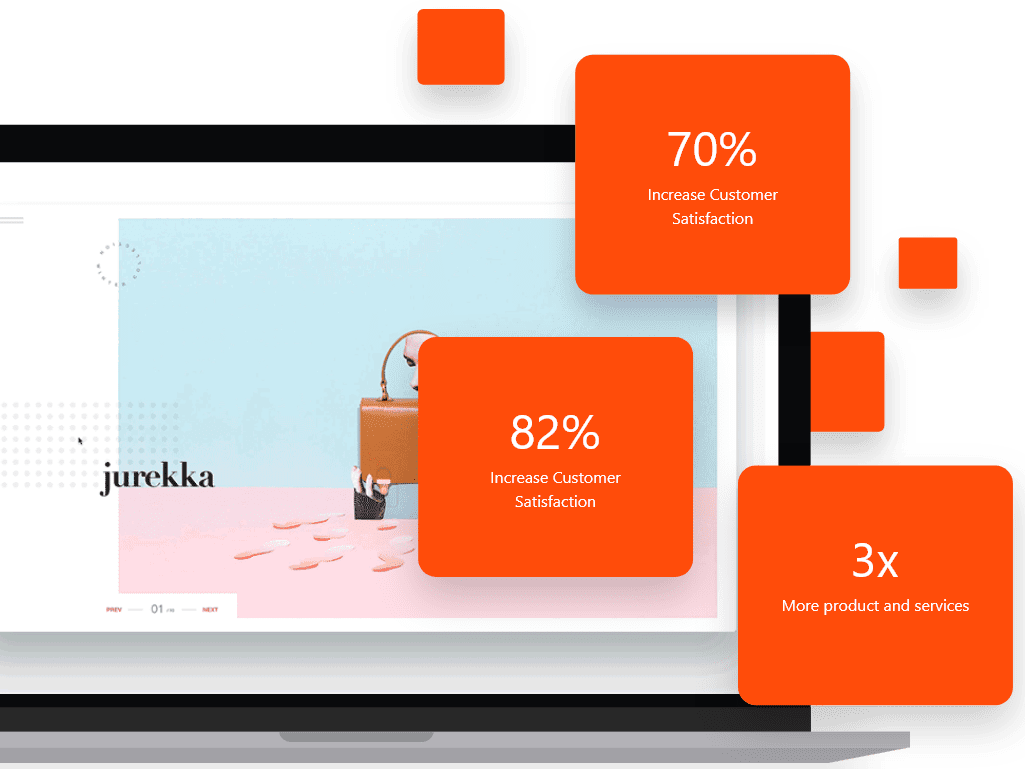 70%
Increase Customer
Satisfaction
82%
Increase Customer
Satisfaction
jurekka
3x
More product and services
PREV
01
NEXT